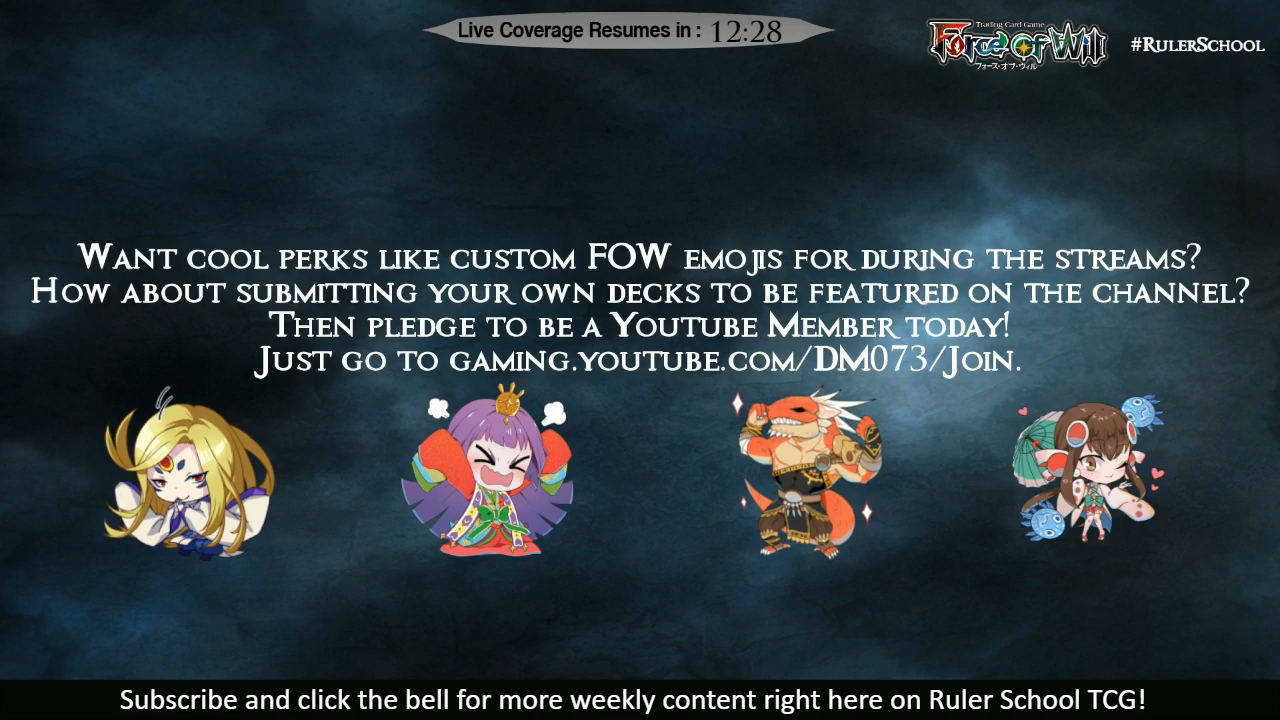 Live Coverage Resumes in : 12:28
Trading Card Game
Force of Will
フォース・オブ・ウィル
#RulerSchool
Want cool perks like custom FOW emojis for during the streams?
How about submitting your own decks to be featured on the channel?
Then pledge to be a Youtube Member today!
Just go to gaming.youtube.com/DM073/Join.
Subscribe and click the bell for more weekly content right here on Ruler School TCG!